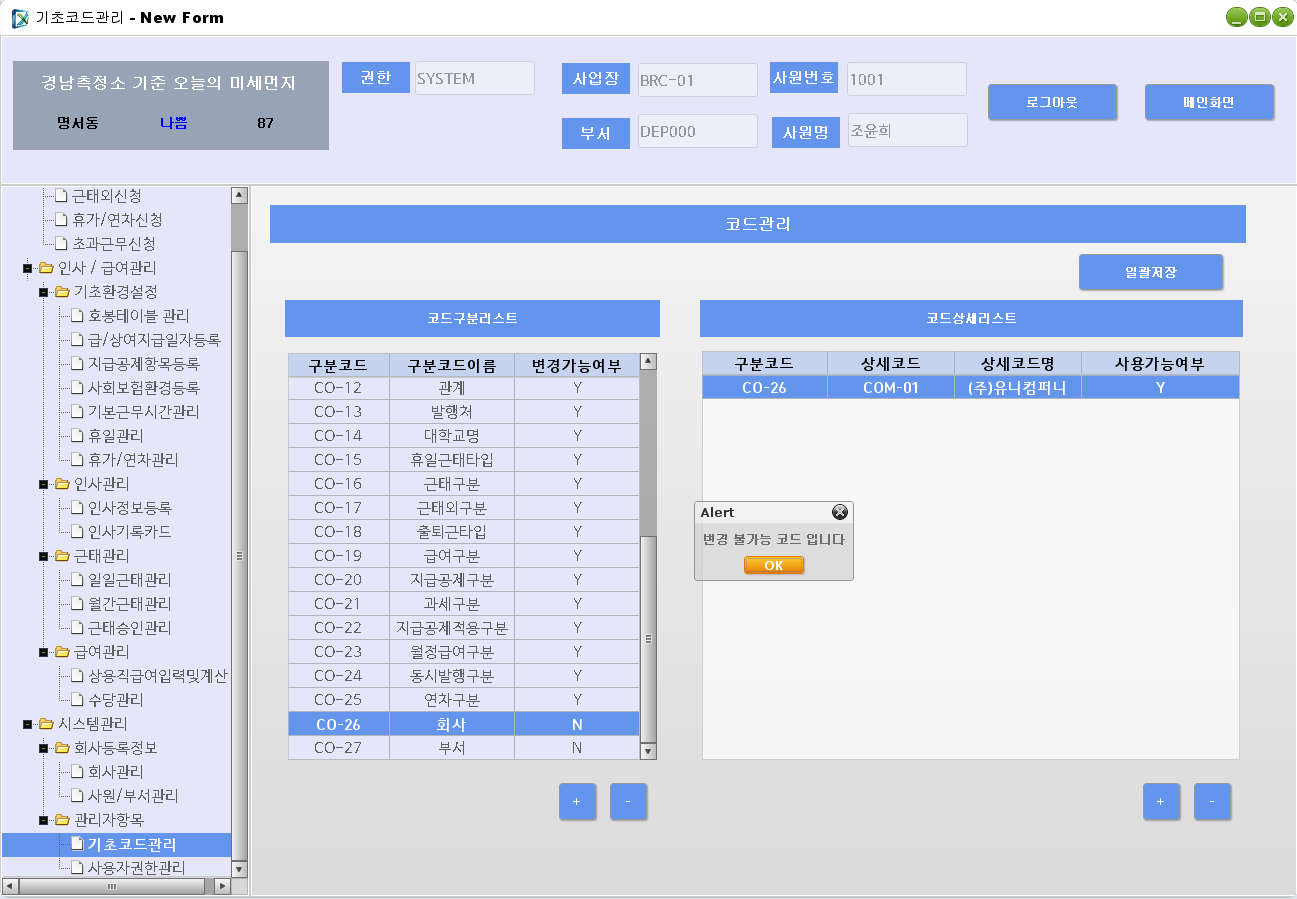 기초코드관리 - New Form
경남측정소 기준 오늘의 미세먼지
명서동 나쁨 87
권한 SYSTEM
사업장 BRC-01
사원번호 1001
부서 DEP000
사원명 조윤희
로그아웃
메인화면
근태외신청
휴가/연차신청
초과근무신청
인사 / 급여관리
기초환경설정
호봉테이블 관리
급/상여지급일자등록
지급공제항목등록
사회보험환경등록
기본근무시간관리
휴일관리
휴가/연차관리
인사관리
인사정보등록
인사기록카드
근태관리
일일근태관리
월간근태관리
근태승인관리
급여관리
상용직급여입력및계산
수당관리
시스템관리
회사등록정보
회사관리
사원/부서관리
관리자항목
기초코드관리
사용자권한관리
코드관리
일괄저장
코드구분리스트
구분코드 구분코드이름 변경가능여부
CO-12 관계 Y
CO-13 발행처 Y
CO-14 대학교명 Y
CO-15 휴일근태타입 Y
CO-16 근태구분 Y
CO-17 근태외구분 Y
CO-18 출퇴근타입 Y
CO-19 급여구분 Y
CO-20 지급공제구분 Y
CO-21 과세구분 Y
CO-22 지급공제적용구분 Y
CO-23 월정급여구분 Y
CO-24 동시발행구분 Y
CO-25 연차구분 Y
CO-26 회사 N
CO-27 부서 N
+ -
코드상세리스트
구분코드 상세코드 상세코드명 사용가능여부
CO-26 COM-01 (주)유니컴퍼니 Y
Alert
변경 불가능 코드 입니다
OK
+ -